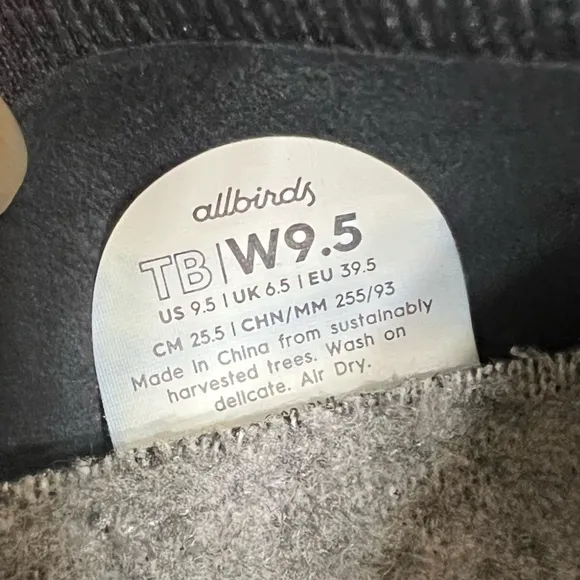 allbirds
TB|W9.5
US 9.5 | UK 6.5 | EU 39.5
CM 25.5 | CHN/MM 255/93
Made in China from sustainably
harvested trees. Wash on
delicate. Air Dry.